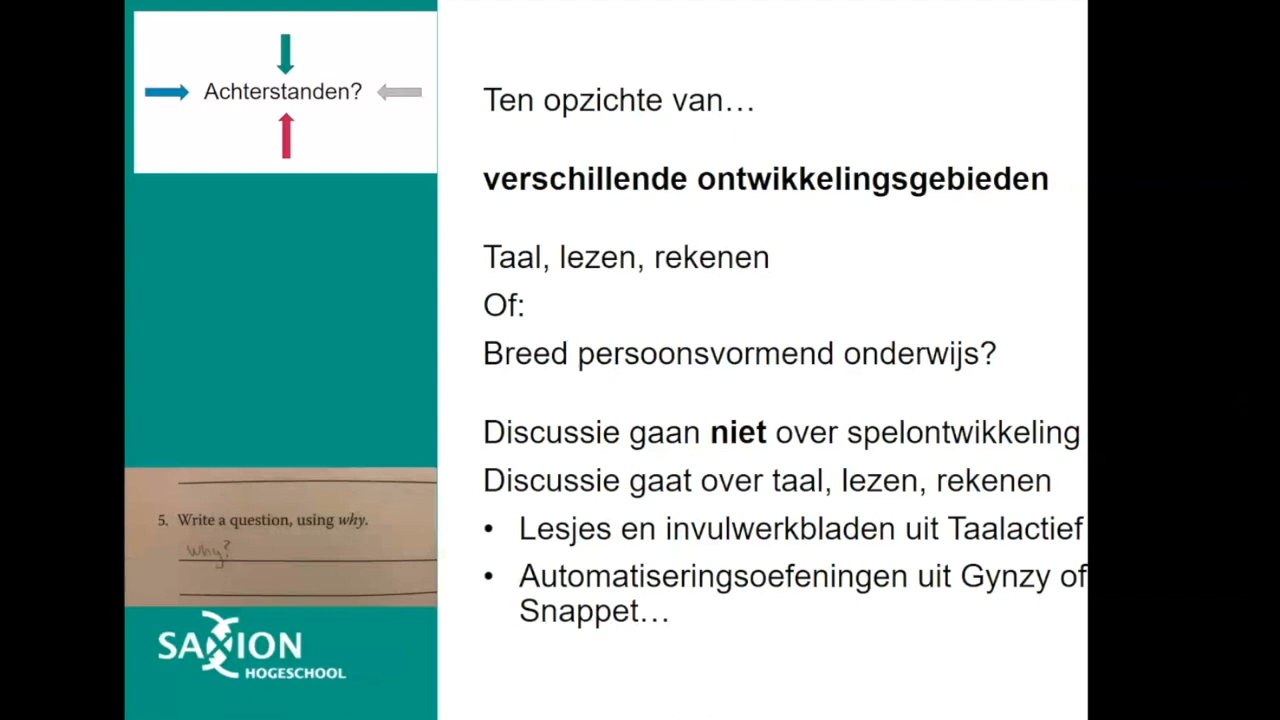 Achterstanden?
Ten opzichte van…
verschillende ontwikkelingsgebieden
Taal, lezen, rekenen
Of:
Breed persoonsvormend onderwijs?
Discussie gaan niet over spelontwikkeling
Discussie gaat over taal, lezen, rekenen
• Lesjes en invulwerkbladen uit Taalactief
• Automatiseringsoefeningen uit Gynzy of
Snappet…
5. Write a question, using why.
Why?
SAXION
HOGESCHOOL